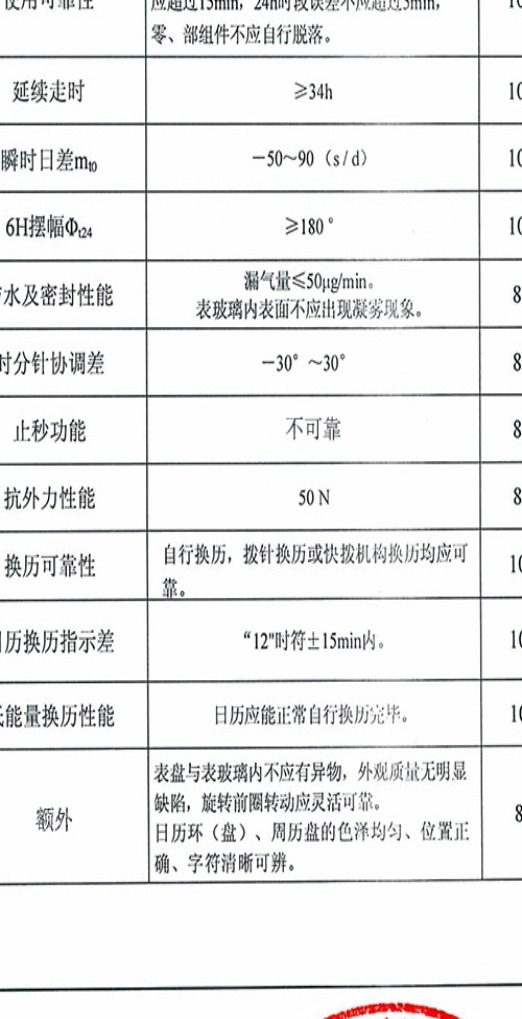 使用可靠性
应超过15min，24h时段误差不应超过5min，
零、部组件不应自行脱落。
延续走时
≥34h
10
瞬时日差mt0
－50～90（s/d）
10
6H摆幅Φt24
≥180°
10
水及密封性能
漏气量≤50μg/min。
表玻璃内表面不应出现凝雾现象。
8
时分针协调差
－30°～30°
8
止秒功能
不可靠
8
抗外力性能
50 N
8
换历可靠性
自行换历，拨针换历或快拨机构换历均应可
靠。
10
历换历指示差
“12"时符±15min内。
10
能量换历性能
日历应能正常自行换历完毕。
10
额外
表盘与表玻璃内不应有异物，外观质量无明显
缺陷，旋转前圈转动应灵活可靠。
日历环（盘）、周历盘的色泽均匀、位置正
确、字符清晰可辨。
8